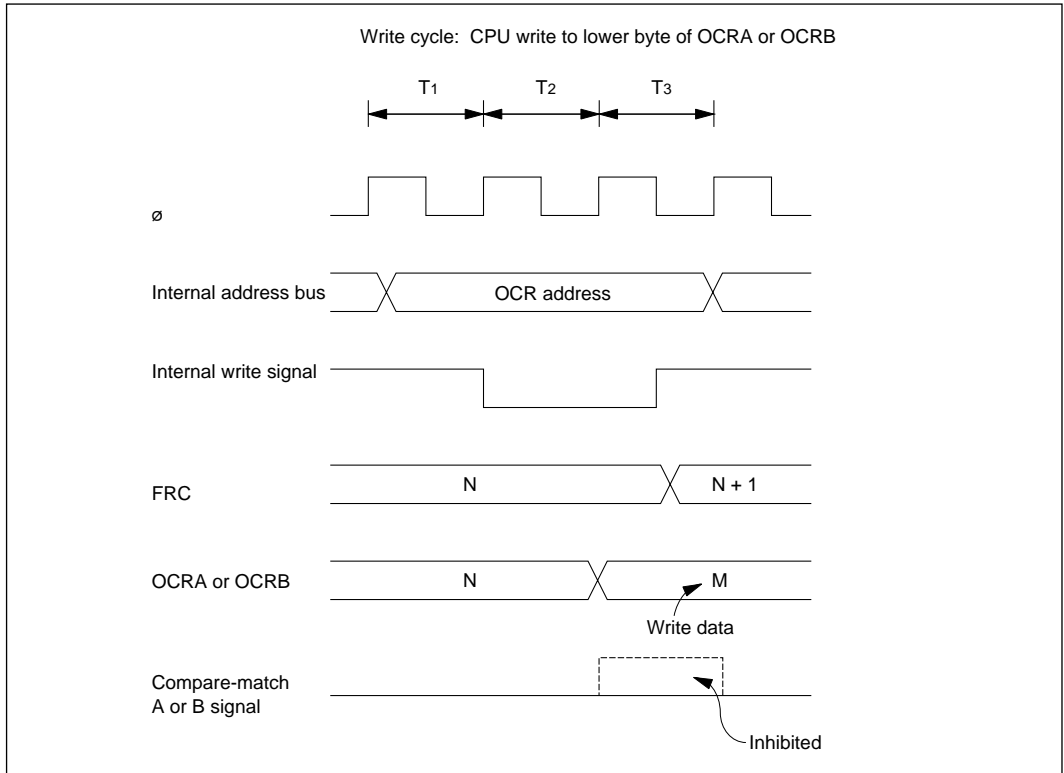 Write cycle: CPU write to lower byte of OCRA or OCRB
T1 T2 T3
ø
Internal address bus
OCR address
Internal write signal
FRC
N
N + 1
OCRA or OCRB
N
M
Write data
Compare-match
A or B signal
Inhibited